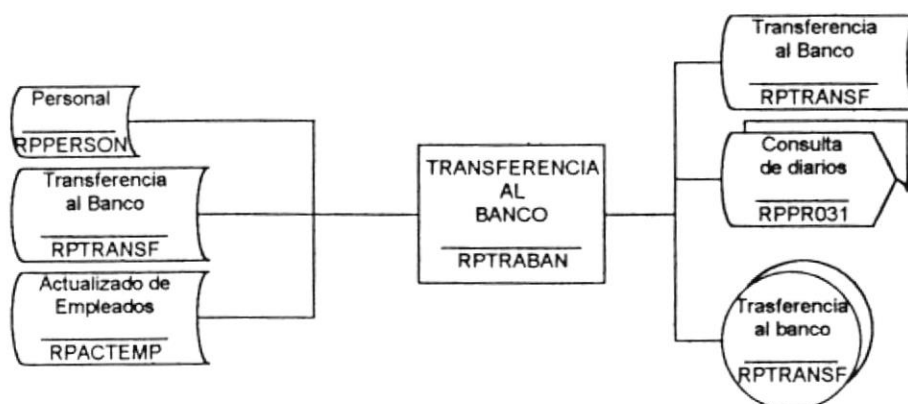 Personal
RPPERSON
Transferencia
al Banco
RPTRANSF
Actualizado de
Empleados
RPACTEMP
TRANSFERENCIA
AL
BANCO
RPTRABAN
Transferencia
al Banco
RPTRANSF
Consulta
de diarios
RPPR031
Trasferencia
al banco
RPTRANSF